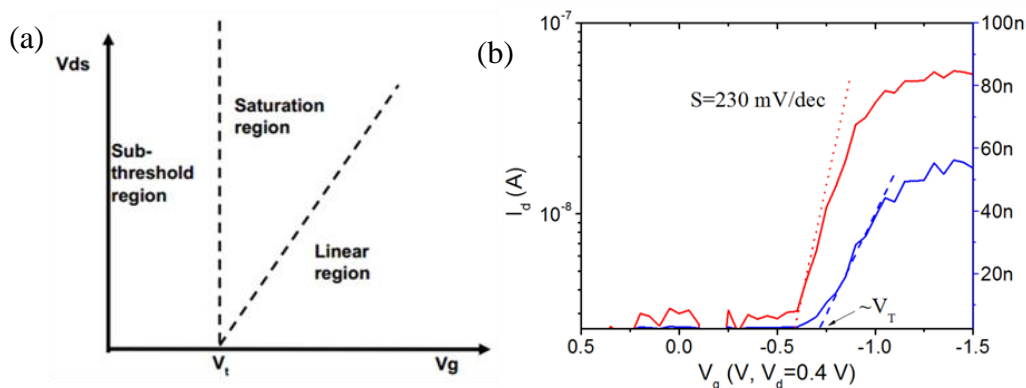 (a)
Vds
Saturation
region
Sub-
threshold
region
Linear
region
V_t
Vg
(b)
10^-7
10^-8
I_d (A)
S=230 mV/dec
~V_T
100n
80n
60n
40n
20n
0.5
0.0
-0.5
-1.0
-1.5
V_g (V, V_d=0.4 V)